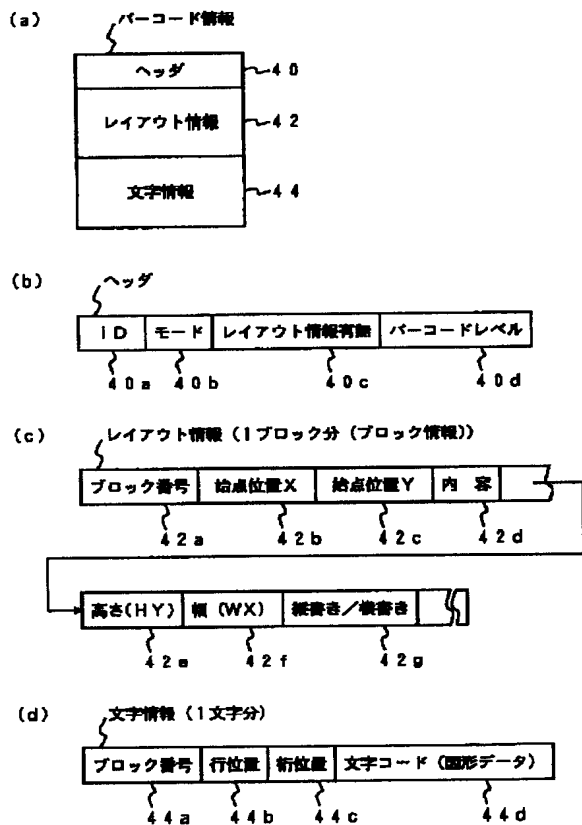 (a) バーコード情報
ヘッダ 40
レイアウト情報 42
文字情報 44
(b) ヘッダ
iD モード レイアウト情報有無 バーコードレベル
40a 40b 40c 40d
(c) レイアウト情報(1ブロック分(ブロック情報))
ブロック番号 始点位置X 始点位置Y 内 容
42a 42b 42c 42d
高さ(HY) 幅(WX) 縦書き/横書き
42e 42f 42g
(d) 文字情報(1文字分)
ブロック番号 行位置 桁位置 文字コード(図形データ)
44a 44b 44c 44d